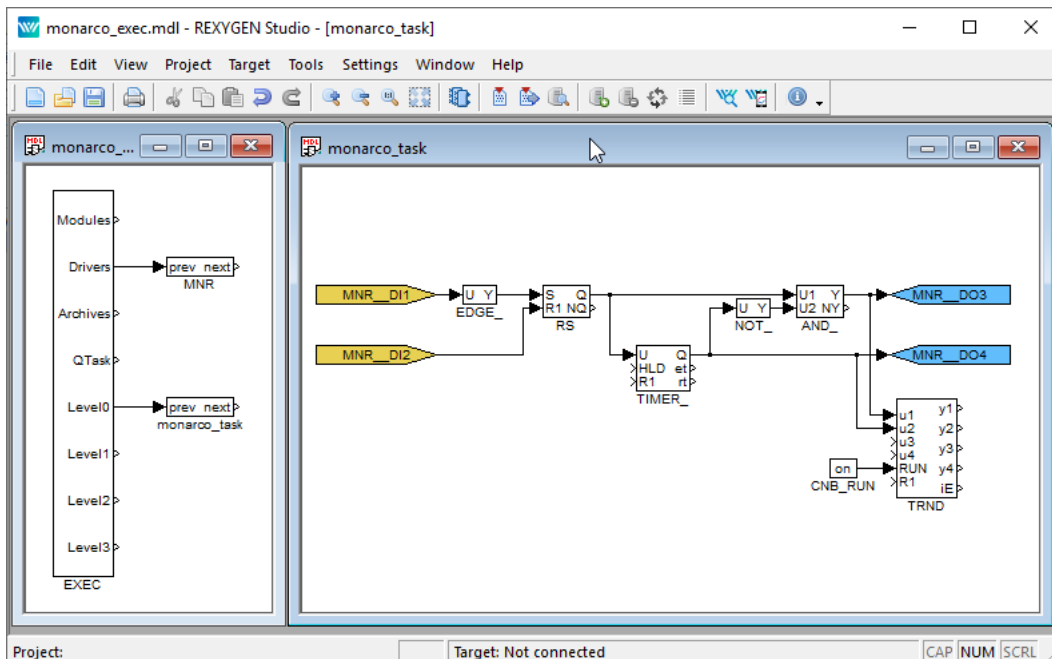 monarco_exec.mdl - REXYGEN Studio - [monarco_task]
File Edit View Project Target Tools Settings Window Help
MDL monarco_...
Modules
Drivers
prev next
MNR
Archives
QTask
Level0
prev next
monarco_task
Level1
Level2
Level3
EXEC
MDL monarco_task
MNR__DI1
U Y
EDGE_
S Q
R1 NQ
RS
U1 Y
U2 NY
AND_
MNR__DO3
U Y
NOT_
MNR__DI2
U Q
HLD et
R1 rt
TIMER_
MNR__DO4
u1 y1
u2 y2
u3 y3
u4
RUN y4
R1 iE
TRND
on
CNB_RUN
Project: Target: Not connected CAP NUM SCRL